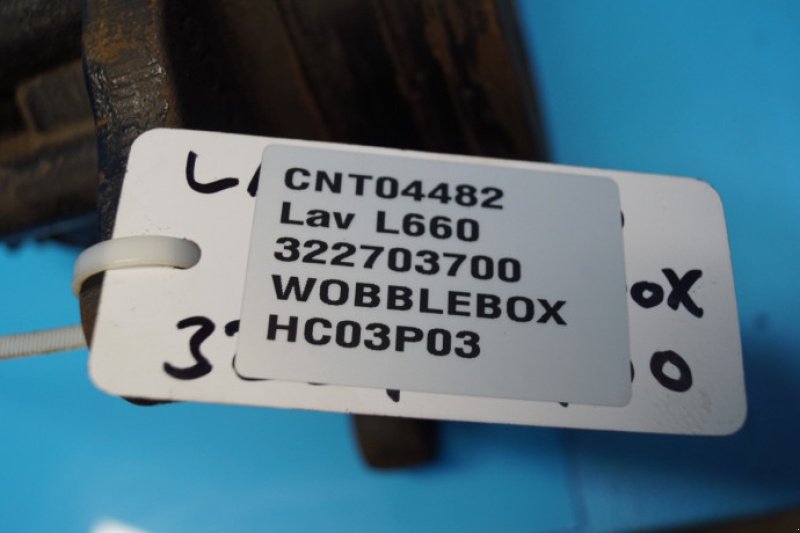 CNT04482
Lav L660
322703700
WOBBLEBOX
HC03P03